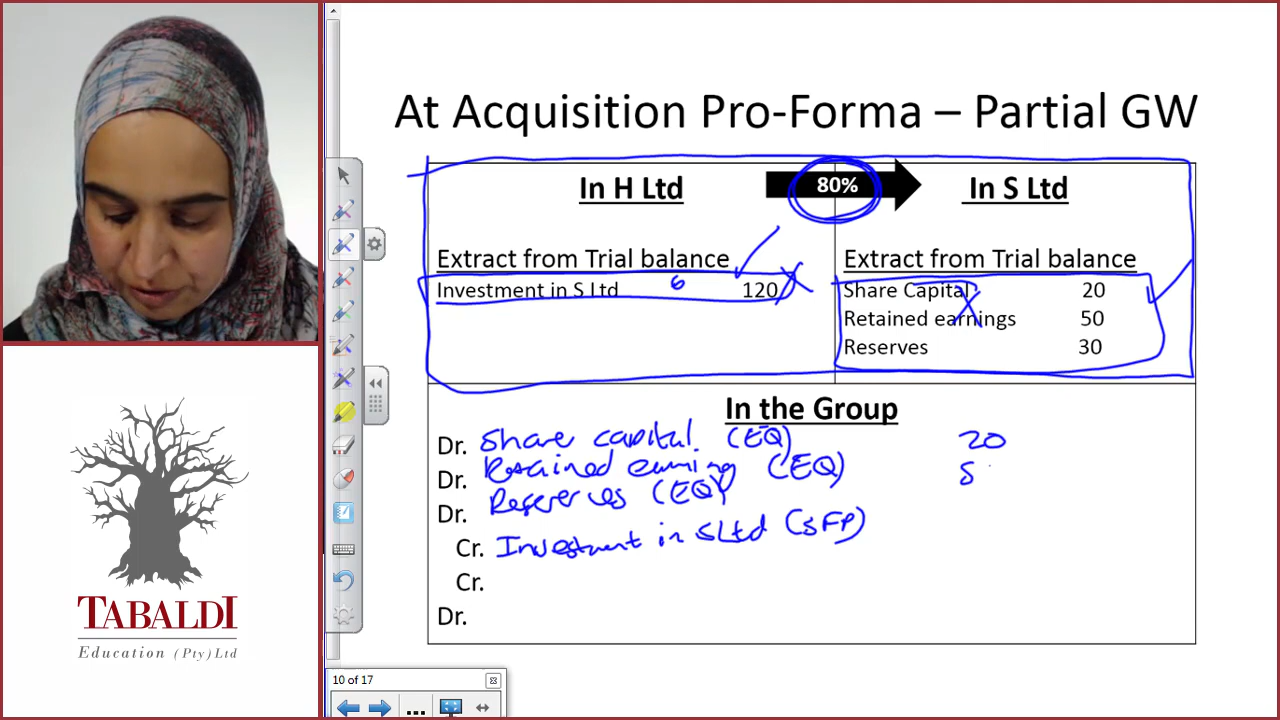 At Acquisition Pro-Forma – Partial GW
In H Ltd
80%
In S Ltd
Extract from Trial balance
Investment in S Ltd 6 120
Extract from Trial balance
Share Capital 20
Retained earnings 50
Reserves 30
In the Group
Dr. Share capital (EQ) 20
Dr. Retained earning (EQ) 5
Dr. Reserves (EQ)
Cr. Investment in S Ltd (SFP)
Cr.
Dr.
TABALDI
Education (Pty) Ltd
10 of 17
...